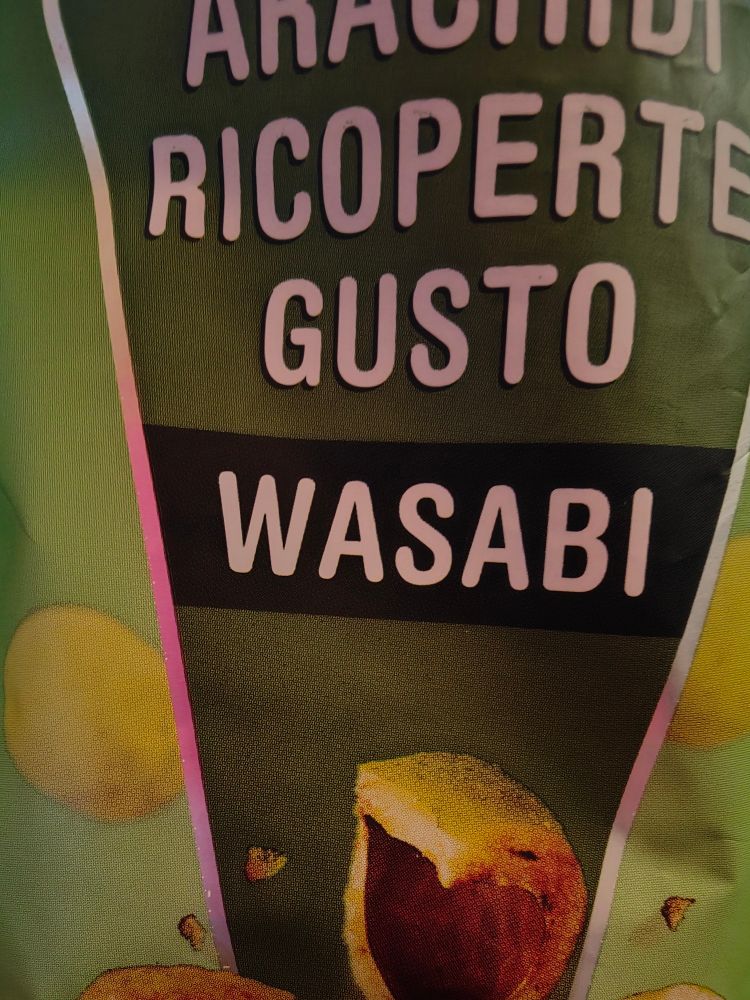 ARACHIDI
RICOPERTE
GUSTO
WASABI